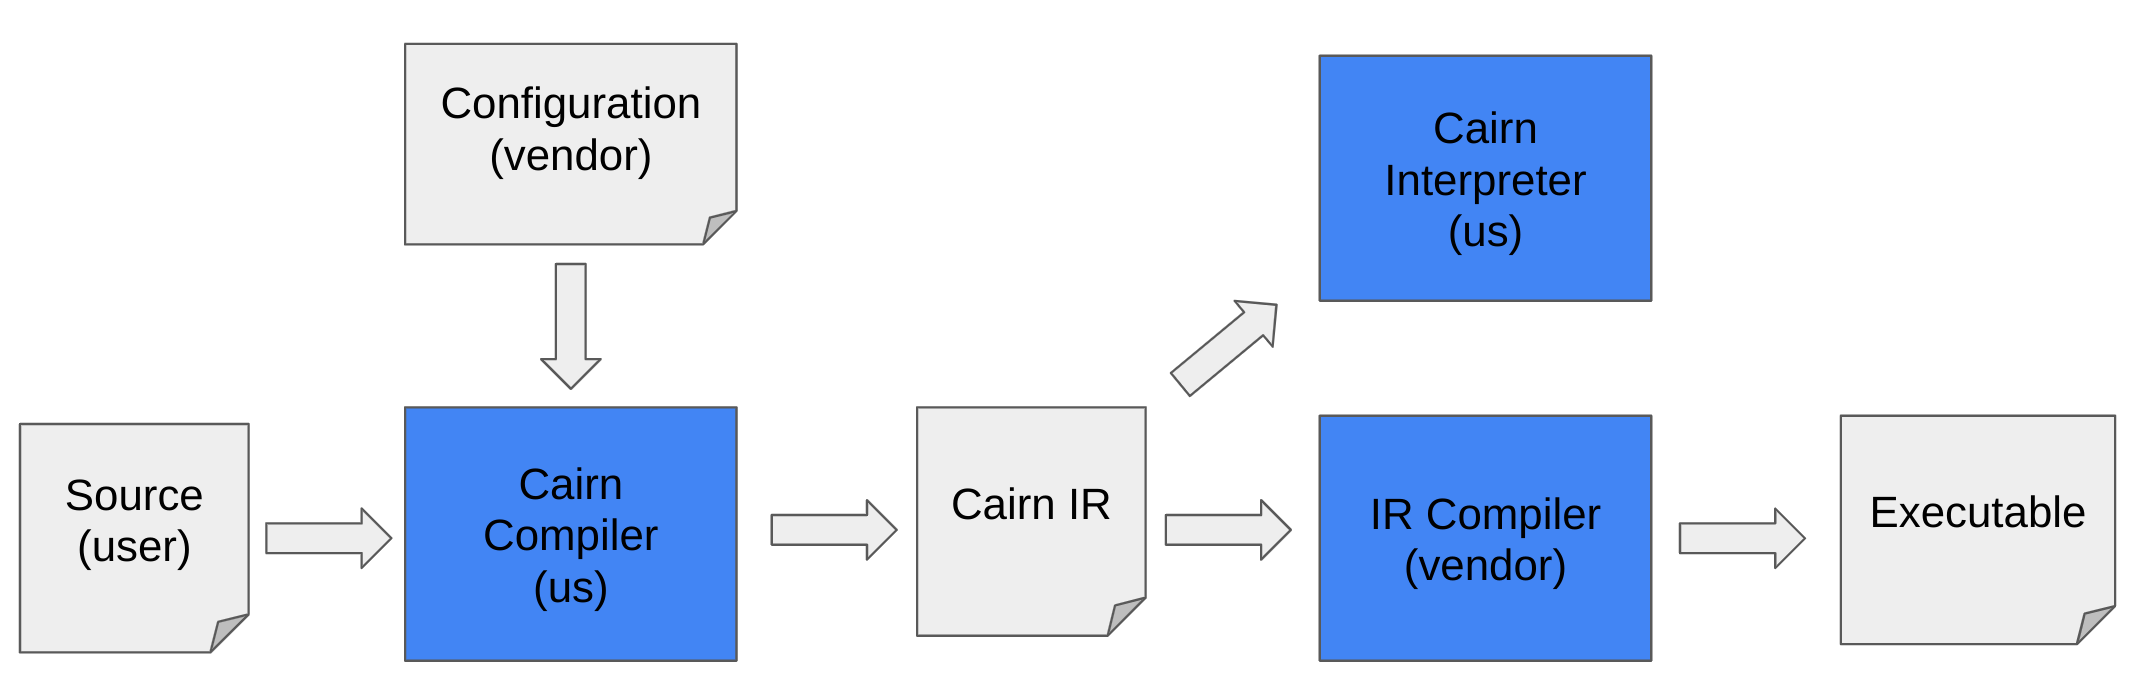 Configuration
(vendor)
Cairn
Interpreter
(us)
Source
(user)
Cairn
Compiler
(us)
Cairn IR
IR Compiler
(vendor)
Executable